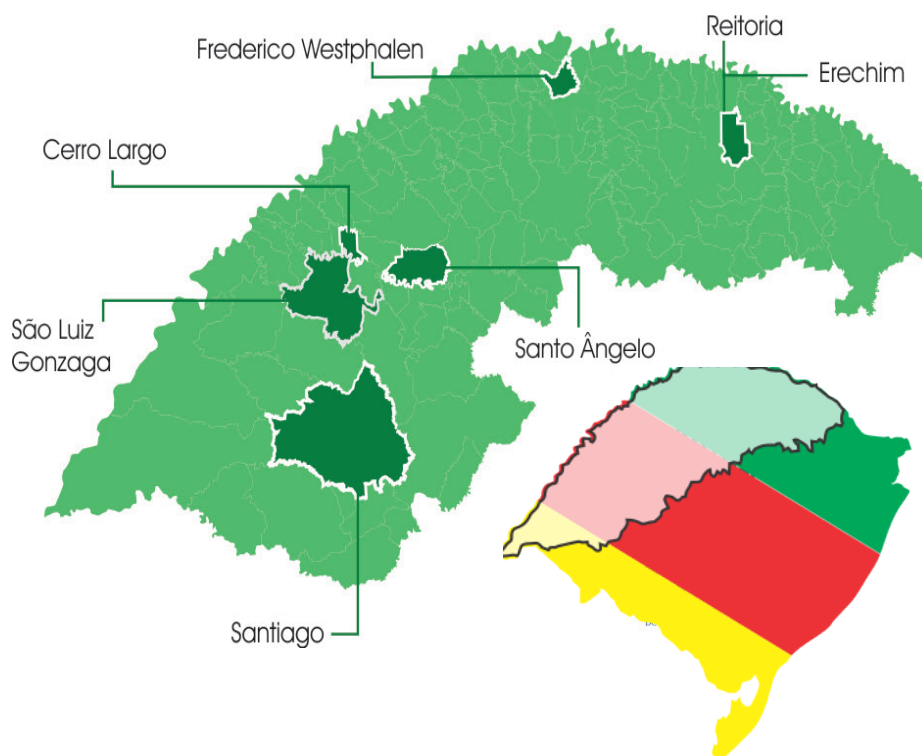 Reitoria
Frederico Westphalen
Erechim
Cerro Largo
São Luiz
Gonzaga
Santo Ângelo
Santiago